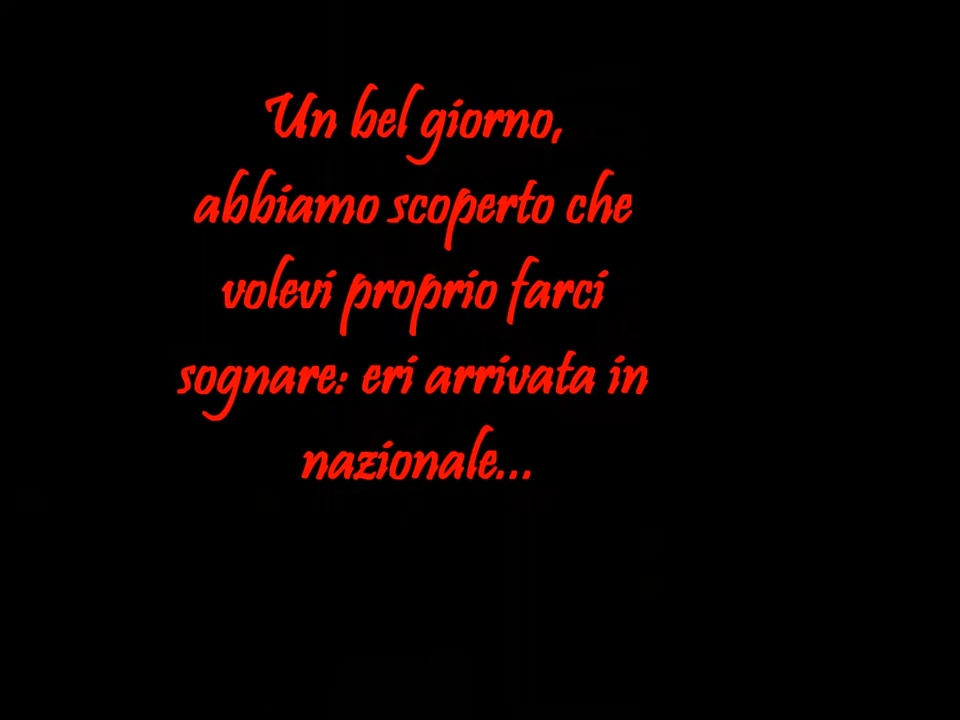 Un bel giorno,
abbiamo scoperto che
volevi proprio farci
sognare: eri arrivata in
nazionale...